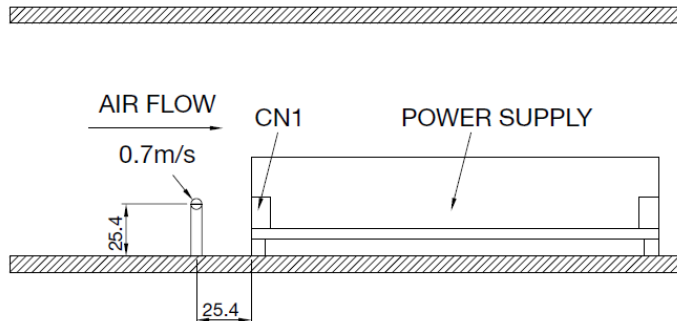 AIR FLOW
CN1
POWER SUPPLY
0.7m/s
25.4
25.4